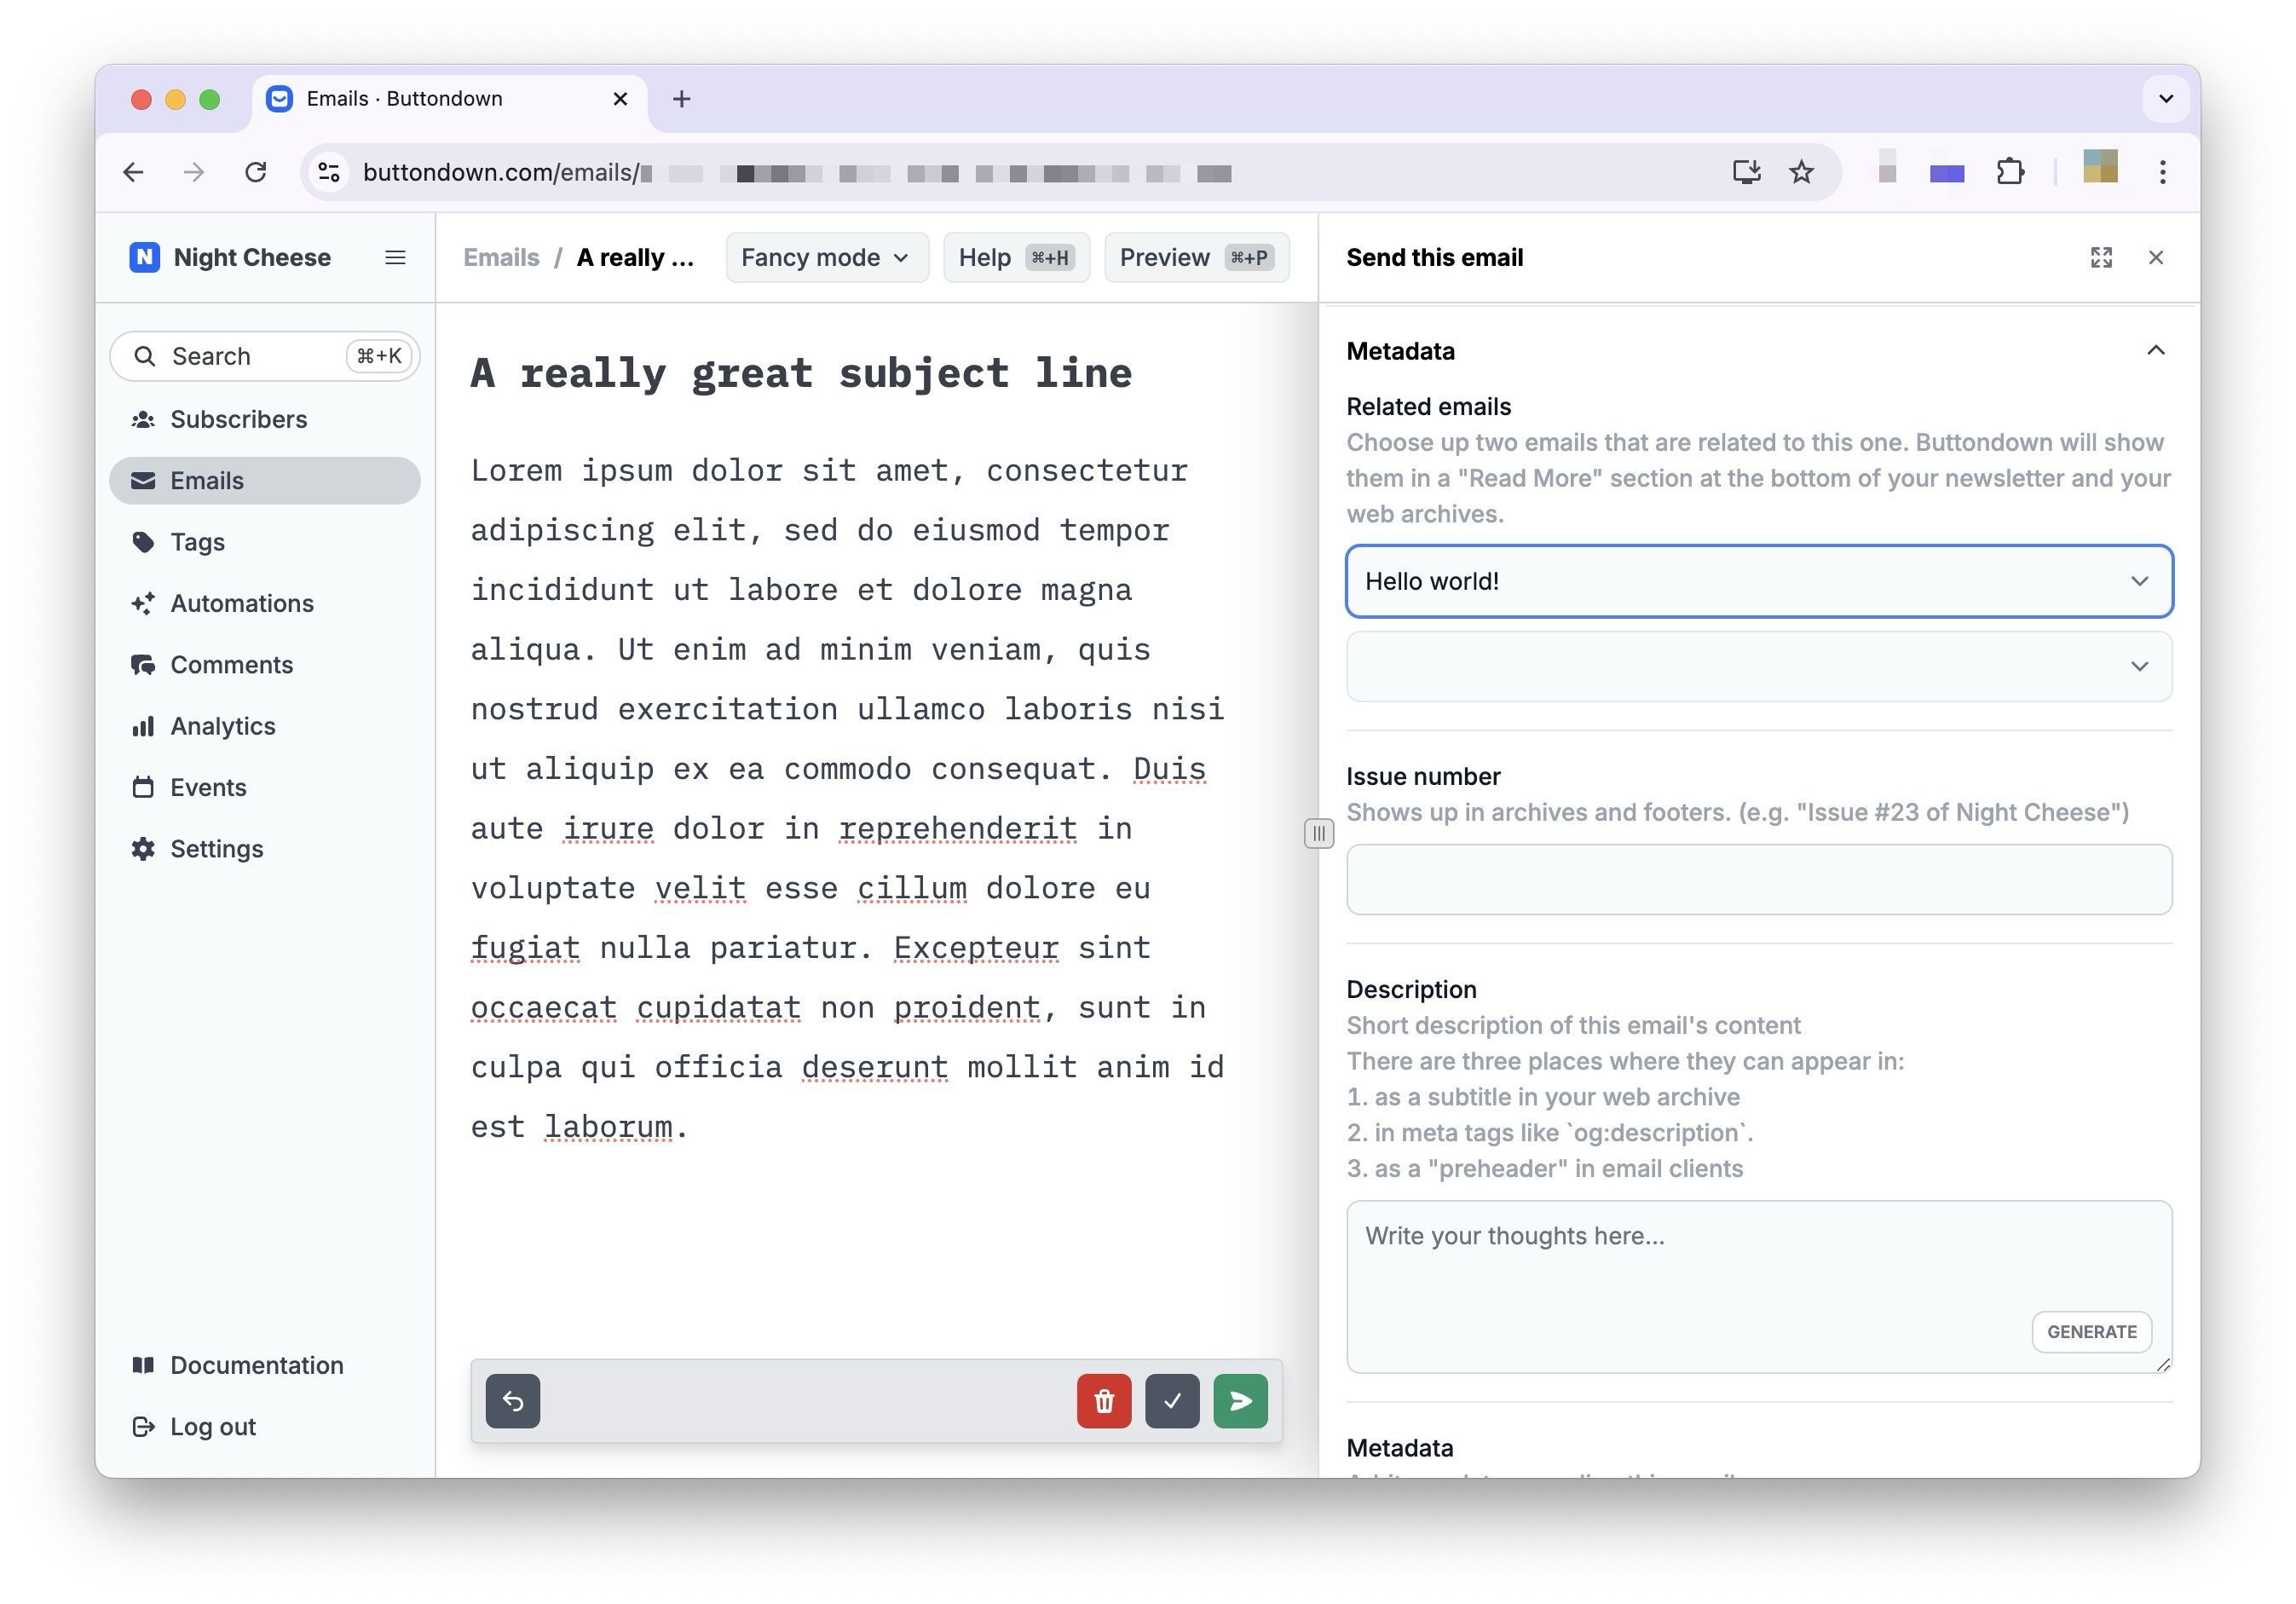 Emails · Buttondown
buttondown.com/emails/
N Night Cheese
Search ⌘+K
Subscribers
Emails
Tags
Automations
Comments
Analytics
Events
Settings
Documentation
Log out
Emails / A really ...
Fancy mode
Help ⌘+H
Preview ⌘+P
A really great subject line
Lorem ipsum dolor sit amet, consectetur
adipiscing elit, sed do eiusmod tempor
incididunt ut labore et dolore magna
aliqua. Ut enim ad minim veniam, quis
nostrud exercitation ullamco laboris nisi
ut aliquip ex ea commodo consequat. Duis
aute irure dolor in reprehenderit in
voluptate velit esse cillum dolore eu
fugiat nulla pariatur. Excepteur sint
occaecat cupidatat non proident, sunt in
culpa qui officia deserunt mollit anim id
est laborum.
Send this email
Metadata
Related emails
Choose up two emails that are related to this one. Buttondown will show
them in a "Read More" section at the bottom of your newsletter and your
web archives.
Hello world!
Issue number
Shows up in archives and footers. (e.g. "Issue #23 of Night Cheese")
Description
Short description of this email's content
There are three places where they can appear in:
1. as a subtitle in your web archive
2. in meta tags like `og:description`.
3. as a "preheader" in email clients
Write your thoughts here...
GENERATE
Metadata